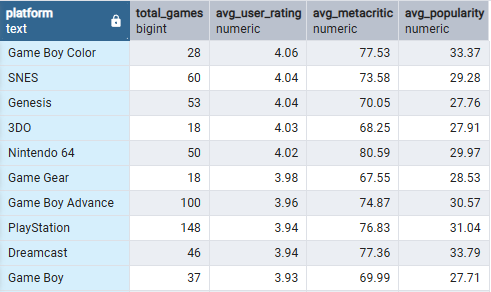 platform total_games avg_user_rating avg_metacritic avg_popularity
text bigint numeric numeric numeric
Game Boy Color 28 4.06 77.53 33.37
SNES 60 4.04 73.58 29.28
Genesis 53 4.04 70.05 27.76
3DO 18 4.03 68.25 27.91
Nintendo 64 50 4.02 80.59 29.97
Game Gear 18 3.98 67.55 28.53
Game Boy Advance 100 3.96 74.87 30.57
PlayStation 148 3.94 76.83 31.04
Dreamcast 46 3.94 77.36 33.79
Game Boy 37 3.93 69.99 27.71